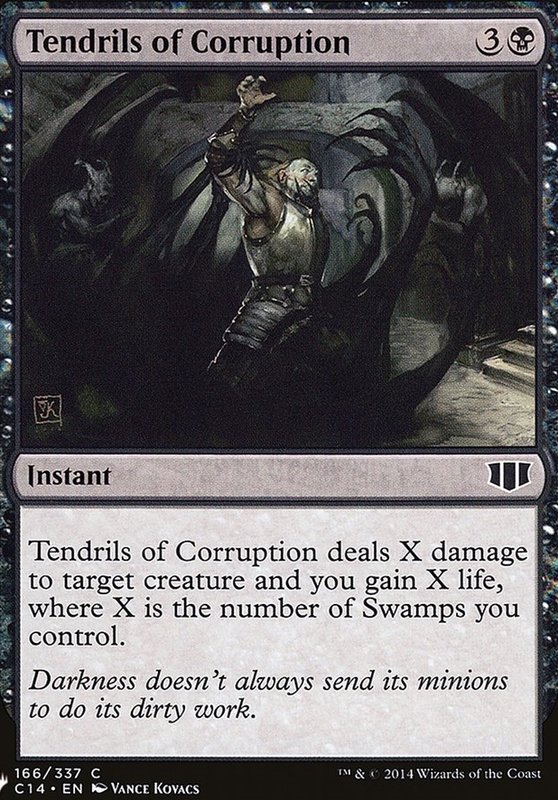 Tendrils of Corruption 3
JK
Instant
Tendrils of Corruption deals X damage
to target creature and you gain X life,
where X is the number of Swamps you
control.
Darkness doesn't always send its minions
to do its dirty work.
166/337 C
C14 • EN Vance Kovacs
™ & © 2014 Wizards of the Coast